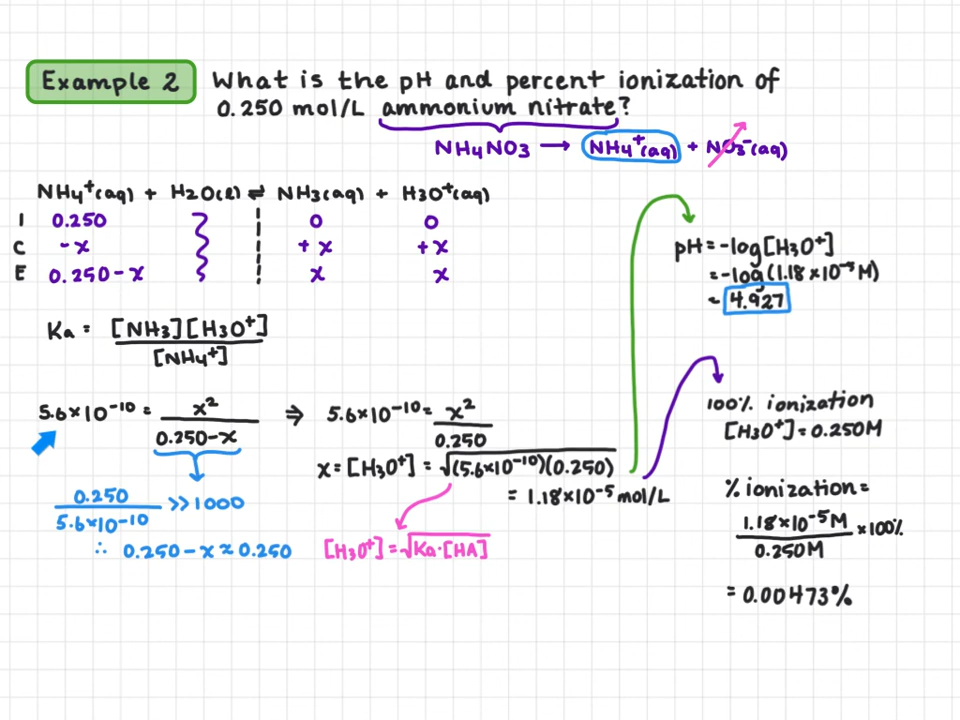 Example 2 What is the pH and percent ionization of
0.250 mol/L ammonium nitrate?
NH4NO3 → NH4⁺(aq) + NO3⁻(aq)
NH4⁺(aq) + H2O(l) ⇌ NH3(aq) + H3O⁺(aq)
I 0.250 0 0
C -x +x +x
E 0.250-x x x
Ka = [NH3][H3O⁺] / [NH4⁺]
5.6×10⁻¹⁰ = x² / 0.250-x ⇒ 5.6×10⁻¹⁰ = x² / 0.250
0.250 / 5.6×10⁻¹⁰ >> 1000
∴ 0.250-x ≈ 0.250
x = [H3O⁺] = √(5.6×10⁻¹⁰)(0.250)
= 1.18×10⁻⁵ mol/L
[H3O⁺] = √Ka·[HA]
pH = -log[H3O⁺]
= -log(1.18×10⁻⁵ M)
= 4.927
100% ionization
[H3O⁺] = 0.250M
% ionization =
1.18×10⁻⁵M / 0.250M ×100%
= 0.00473%